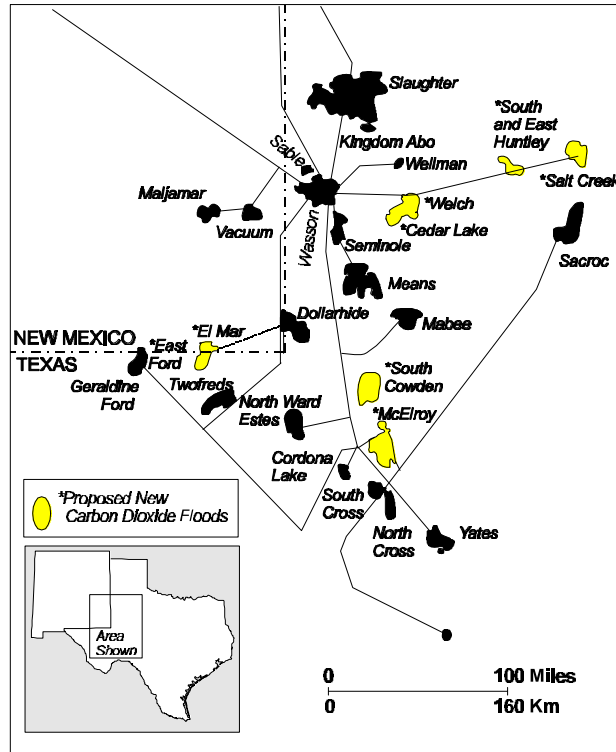 Slaughter
*South
and East
Huntley
Kingdom Abo
Sable
Wellman
*Salt Creek
Maljamar
*Welch
Vacuum
*Cedar Lake
Wasson
Seminole
Sacroc
Means
Dollarhide
NEW MEXICO
*El Mar
Mabee
*East
Ford
TEXAS
*South
Cowden
Geraldine
Ford
Twofreds
North Ward
Estes
*McElroy
Cordona
Lake
*Proposed New
Carbon Dioxide Floods
South
Cross
North
Cross
Yates
Area
Shown
0 100 Miles
0 160 Km